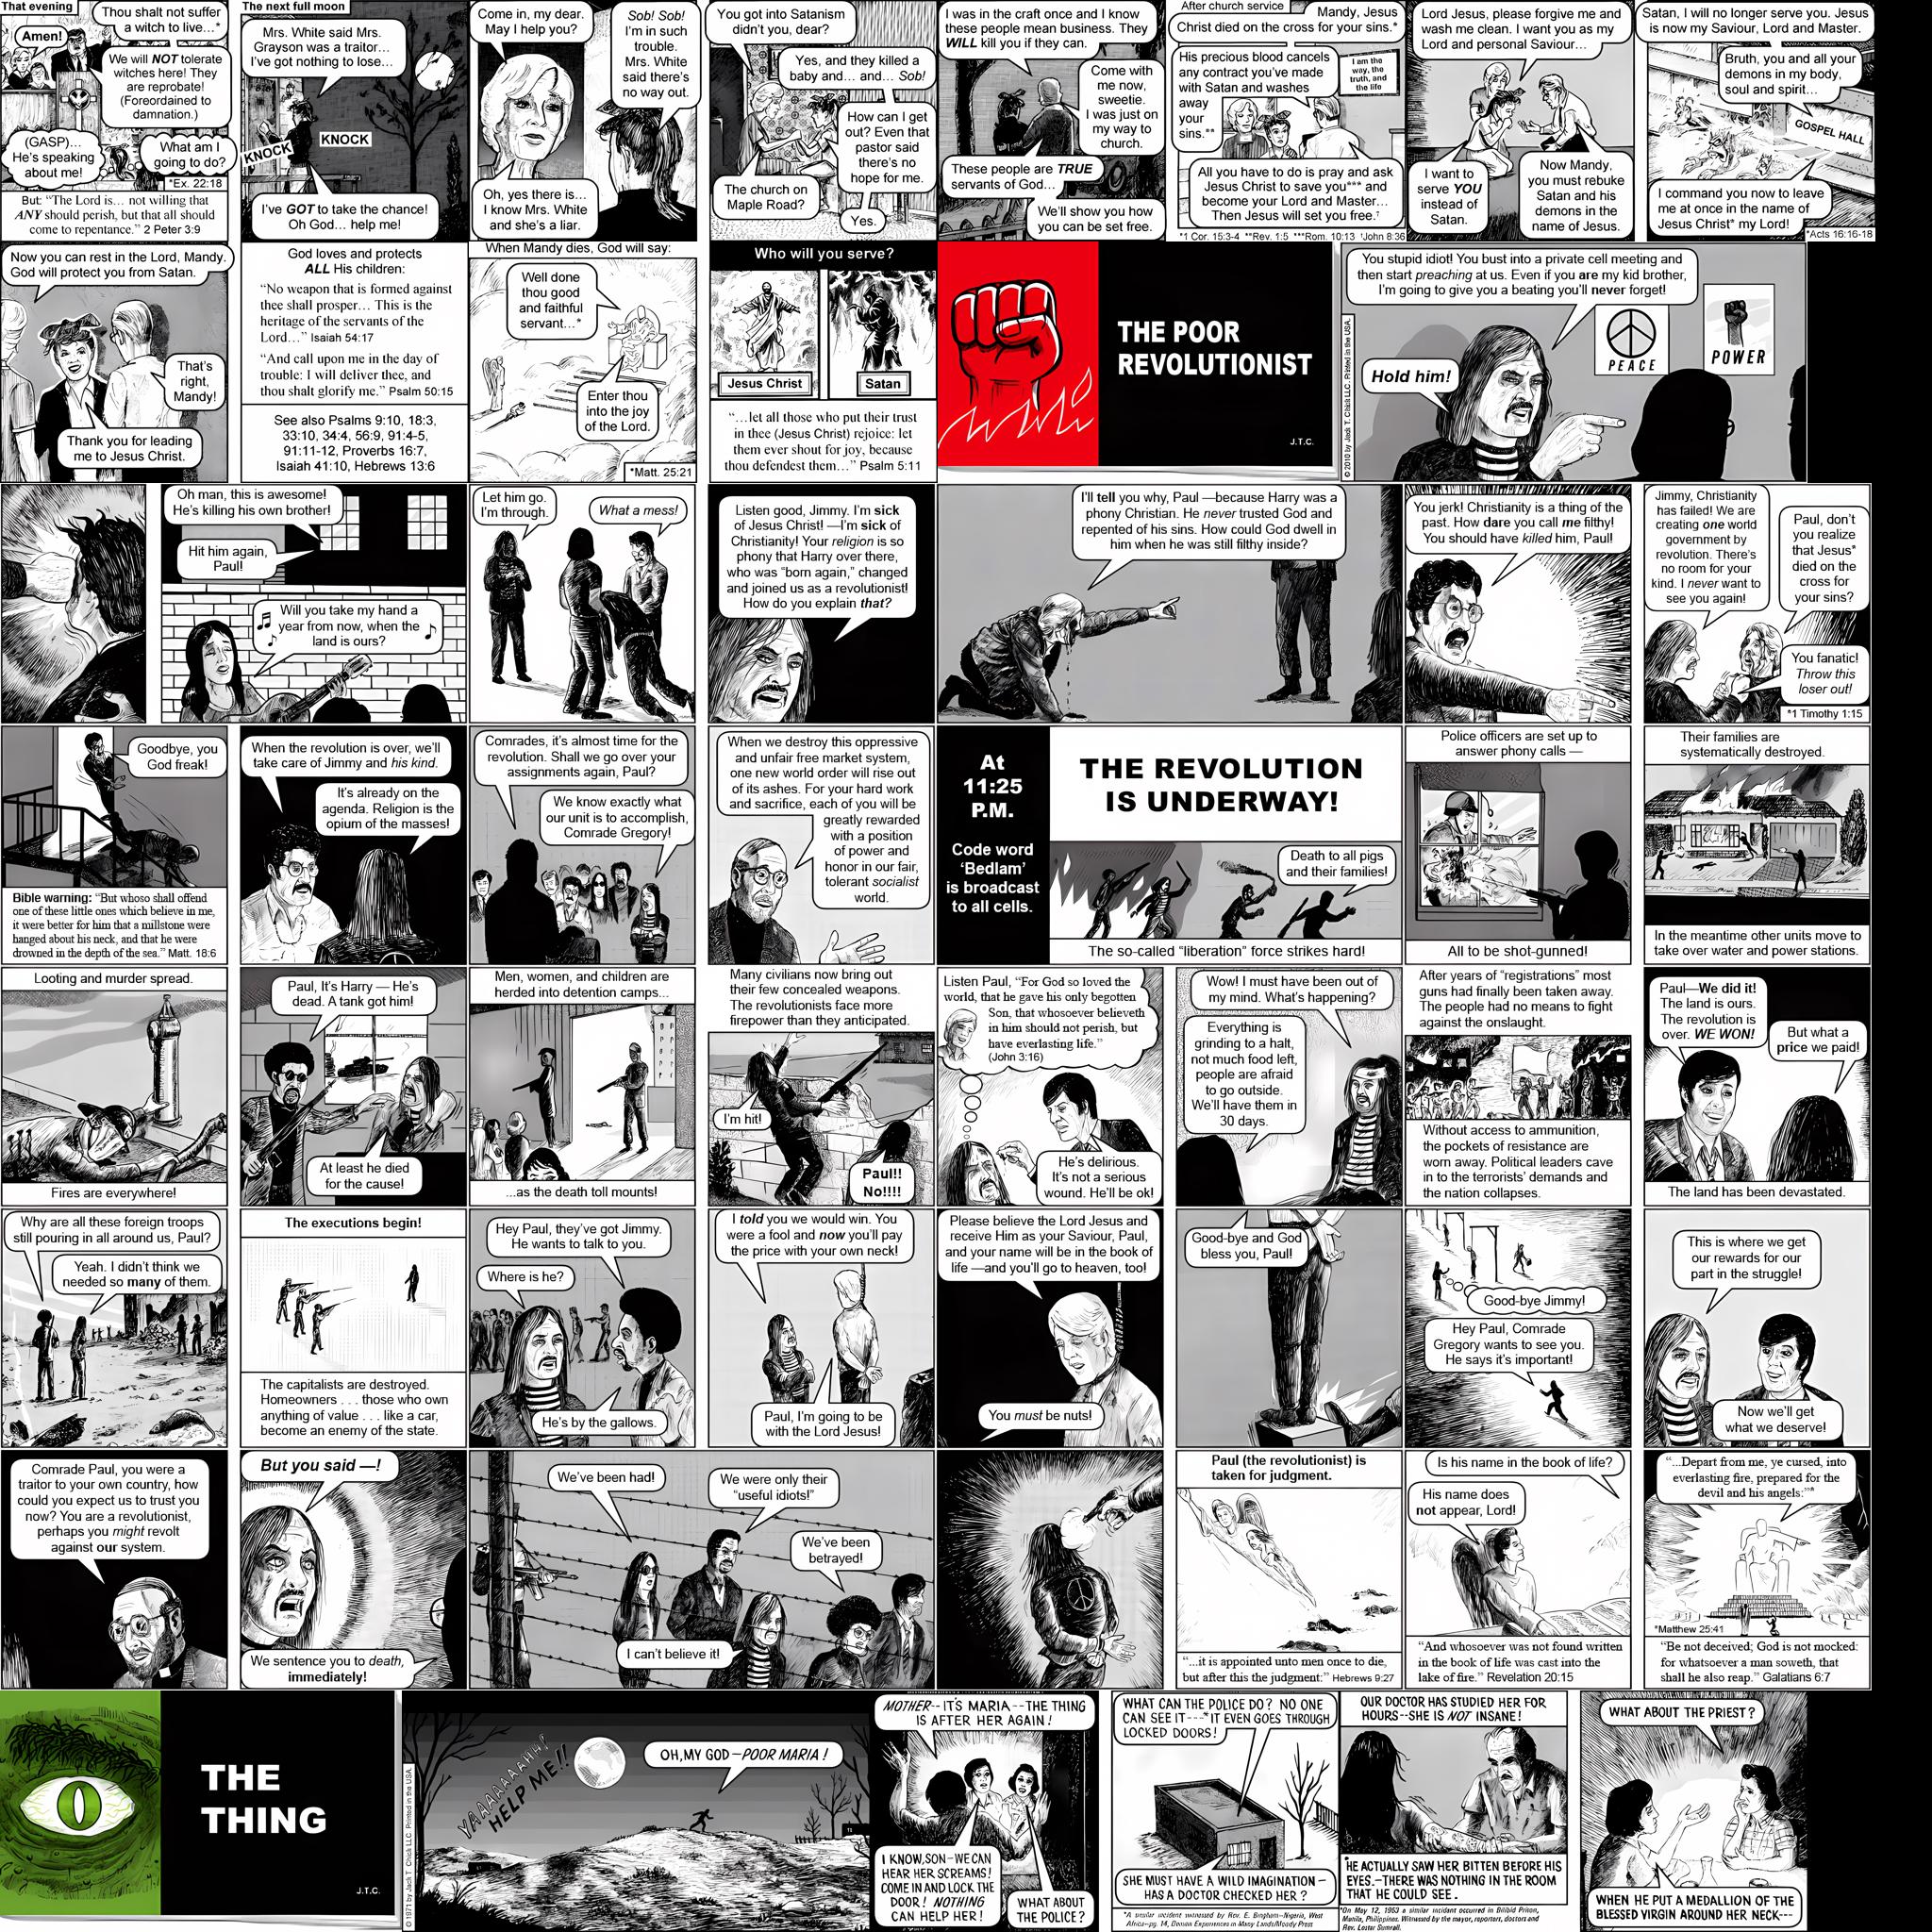 That evening
Thou shalt not suffer
a witch to live...*
Amen!
We will NOT tolerate
witches here! They
are reprobate!
(Foreordained to
damnation.)
(GASP)...
He's speaking
about me!
What am I
going to do?
*Ex. 22:18
But: "The Lord is... not willing that
ANY should perish, but that all should
come to repentance." 2 Peter 3:9
The next full moon
Mrs. White said Mrs.
Grayson was a traitor...
I've got nothing to lose...
KNOCK
KNOCK
I've GOT to take the chance!
Oh God... help me!
Come in, my dear.
May I help you?
Sob! Sob!
I'm in such
trouble.
Mrs. White
said there's
no way out.
Oh, yes there is...
I know Mrs. White
and she's a liar.
You got into Satanism
didn't you, dear?
Yes, and they killed a
baby and... and... Sob!
How can I get
out? Even that
pastor said
there's no
hope for me.
The church on
Maple Road?
Yes.
I was in the craft once and I know
these people mean business. They
WILL kill you if they can.
Come with
me now,
sweetie.
I was just on
my way to
church.
These people are TRUE
servants of God...
We'll show you how
you can be set free.
After church service
Mandy, Jesus
Christ died on the cross for your sins.*
His precious blood cancels
any contract you've made
with Satan and washes
away
your
sins.**
I am the
way, the
truth, and
the life
All you have to do is pray and ask
Jesus Christ to save you*** and
become your Lord and Master...
Then Jesus will set you free.†
*1 Cor. 15:3-4 **Rev. 1:5 ***Rom. 10:13 †John 8:36
Lord Jesus, please forgive me and
wash me clean. I want you as my
Lord and personal Saviour...
I want to
serve YOU
instead of
Satan.
Now Mandy,
you must rebuke
Satan and his
demons in the
name of Jesus.
Satan, I will no longer serve you. Jesus
is now my Saviour, Lord and Master.
Bruth, you and all your
demons in my body,
soul and spirit...
GOSPEL HALL
I command you now to leave
me at once in the name of
Jesus Christ* my Lord!
*Acts 16:16-18
Now you can rest in the Lord, Mandy.
God will protect you from Satan.
That's
right,
Mandy!
Thank you for leading
me to Jesus Christ.
God loves and protects
ALL His children:
"No weapon that is formed against
thee shall prosper... This is the
heritage of the servants of the
Lord..." Isaiah 54:17
"And call upon me in the day of
trouble: I will deliver thee, and
thou shalt glorify me." Psalm 50:15
See also Psalms 9:10, 18:3,
33:10, 34:4, 56:9, 91:4-5,
91:11-12, Proverbs 16:7,
Isaiah 41:10, Hebrews 13:6
When Mandy dies, God will say:
Well done
thou good
and faithful
servant...*
Enter thou
into the joy
of the Lord.
*Matt. 25:21
Who will you serve?
Jesus Christ
Satan
"...let all those who put their trust
in thee (Jesus Christ) rejoice: let
them ever shout for joy, because
thou defendest them..." Psalm 5:11
THE POOR
REVOLUTIONIST
J.T.C.
© 2010 by Jack T. Chick LLC. Printed in the USA.
You stupid idiot! You bust into a private cell meeting and
then start preaching at us. Even if you are my kid brother,
I'm going to give you a beating you'll never forget!
Hold him!
PEACE
POWER
Oh man, this is awesome!
He's killing his own brother!
Hit him again,
Paul!
Will you take my hand a
year from now, when the
land is ours?
Let him go.
I'm through.
What a mess!
Listen good, Jimmy. I'm sick
of Jesus Christ! —I'm sick of
Christianity! Your religion is so
phony that Harry over there,
who was "born again," changed
and joined us as a revolutionist!
How do you explain that?
I'll tell you why, Paul —because Harry was a
phony Christian. He never trusted God and
repented of his sins. How could God dwell in
him when he was still filthy inside?
You jerk! Christianity is a thing of the
past. How dare you call me filthy!
You should have killed him, Paul!
Jimmy, Christianity
has failed! We are
creating one world
government by
revolution. There's
no room for your
kind. I never want to
see you again!
Paul, don't
you realize
that Jesus*
died on the
cross for
your sins?
You fanatic!
Throw this
loser out!
*1 Timothy 1:15
Goodbye, you
God freak!
Bible warning: "But whoso shall offend
one of these little ones which believe in me,
it were better for him that a millstone were
hanged about his neck, and that he were
drowned in the depth of the sea." Matt. 18:6
When the revolution is over, we'll
take care of Jimmy and his kind.
It's already on the
agenda. Religion is the
opium of the masses!
Comrades, it's almost time for the
revolution. Shall we go over your
assignments again, Paul?
We know exactly what
our unit is to accomplish,
Comrade Gregory!
When we destroy this oppressive
and unfair free market system,
one new world order will rise out
of its ashes. For your hard work
and sacrifice, each of you will be
greatly rewarded
with a position
of power and
honor in our fair,
tolerant socialist
world.
At
11:25
P.M.
Code word
'Bedlam'
is broadcast
to all cells.
THE REVOLUTION
IS UNDERWAY!
Death to all pigs
and their families!
The so-called "liberation" force strikes hard!
Police officers are set up to
answer phony calls —
All to be shot-gunned!
Their families are
systematically destroyed.
In the meantime other units move to
take over water and power stations.
Looting and murder spread.
Fires are everywhere!
Paul, It's Harry — He's
dead. A tank got him!
At least he died
for the cause!
Men, women, and children are
herded into detention camps...
...as the death toll mounts!
Many civilians now bring out
their few concealed weapons.
The revolutionists face more
firepower than they anticipated.
I'm hit!
Paul!!
No!!!!
Listen Paul, "For God so loved the
world, that he gave his only begotten
Son, that whosoever believeth
in him should not perish, but
have everlasting life."
(John 3:16)
He's delirious.
It's not a serious
wound. He'll be ok!
Wow! I must have been out of
my mind. What's happening?
Everything is
grinding to a halt,
not much food left,
people are afraid
to go outside.
We'll have them in
30 days.
After years of "registrations" most
guns had finally been taken away.
The people had no means to fight
against the onslaught.
Without access to ammunition,
the pockets of resistance are
worn away. Political leaders cave
in to the terrorists' demands and
the nation collapses.
Paul—We did it!
The land is ours.
The revolution is
over. WE WON!
But what a
price we paid!
The land has been devastated.
Why are all these foreign troops
still pouring in all around us, Paul?
Yeah. I didn't think we
needed so many of them.
The executions begin!
The capitalists are destroyed.
Homeowners . . . those who own
anything of value . . . like a car,
become an enemy of the state.
Hey Paul, they've got Jimmy.
He wants to talk to you.
Where is he?
He's by the gallows.
I told you we would win. You
were a fool and now you'll pay
the price with your own neck!
Paul, I'm going to be
with the Lord Jesus!
Please believe the Lord Jesus and
receive Him as your Saviour, Paul,
and your name will be in the book of
life —and you'll go to heaven, too!
You must be nuts!
Good-bye and God
bless you, Paul!
Good-bye Jimmy!
Hey Paul, Comrade
Gregory wants to see you.
He says it's important!
This is where we get
our rewards for our
part in the struggle!
Now we'll get
what we deserve!
Comrade Paul, you were a
traitor to your own country, how
could you expect us to trust you
now? You are a revolutionist,
perhaps you might revolt
against our system.
But you said —!
We sentence you to death,
immediately!
We've been had!
We were only their
"useful idiots!"
We've been
betrayed!
I can't believe it!
Paul (the revolutionist) is
taken for judgment.
"...it is appointed unto men once to die,
but after this the judgment:" Hebrews 9:27
Is his name in the book of life?
His name does
not appear, Lord!
"And whosoever was not found written
in the book of life was cast into the
lake of fire." Revelation 20:15
"...Depart from me, ye cursed, into
everlasting fire, prepared for the
devil and his angels:"*
*Matthew 25:41
"Be not deceived; God is not mocked:
for whatsoever a man soweth, that
shall he also reap." Galatians 6:7
THE
THING
J.T.C.
© 1971 by Jack T. Chick LLC. Printed in the USA.
YAAAAAAAHH!
HELP ME!!
OH, MY GOD—POOR MARIA!
MOTHER--IT'S MARIA--THE THING
IS AFTER HER AGAIN!
I KNOW, SON—WE CAN
HEAR HER SCREAMS!
COME IN AND LOCK THE
DOOR! NOTHING
CAN HELP HER!
WHAT ABOUT
THE POLICE?
WHAT CAN THE POLICE DO? NO ONE
CAN SEE IT---*IT EVEN GOES THROUGH
LOCKED DOORS!
SHE MUST HAVE A WILD IMAGINATION—
HAS A DOCTOR CHECKED HER?
*A similar incident witnessed by Rev. E. Bingham—Nigeria, West
Africa—pg. 14, Demon Experiences in Many Lands/Moody Press
OUR DOCTOR HAS STUDIED HER FOR
HOURS--SHE IS NOT INSANE!
*HE ACTUALLY SAW HER BITTEN BEFORE HIS
EYES.—THERE WAS NOTHING IN THE ROOM
THAT HE COULD SEE.
*On May 12, 1953 a similar incident occurred in Bilibid Prison,
Manila, Philippines. Witnessed by the mayor, reporters, doctors and
Rev. Lester Sumrall.
WHAT ABOUT THE PRIEST?
WHEN HE PUT A MEDALLION OF THE
BLESSED VIRGIN AROUND HER NECK---